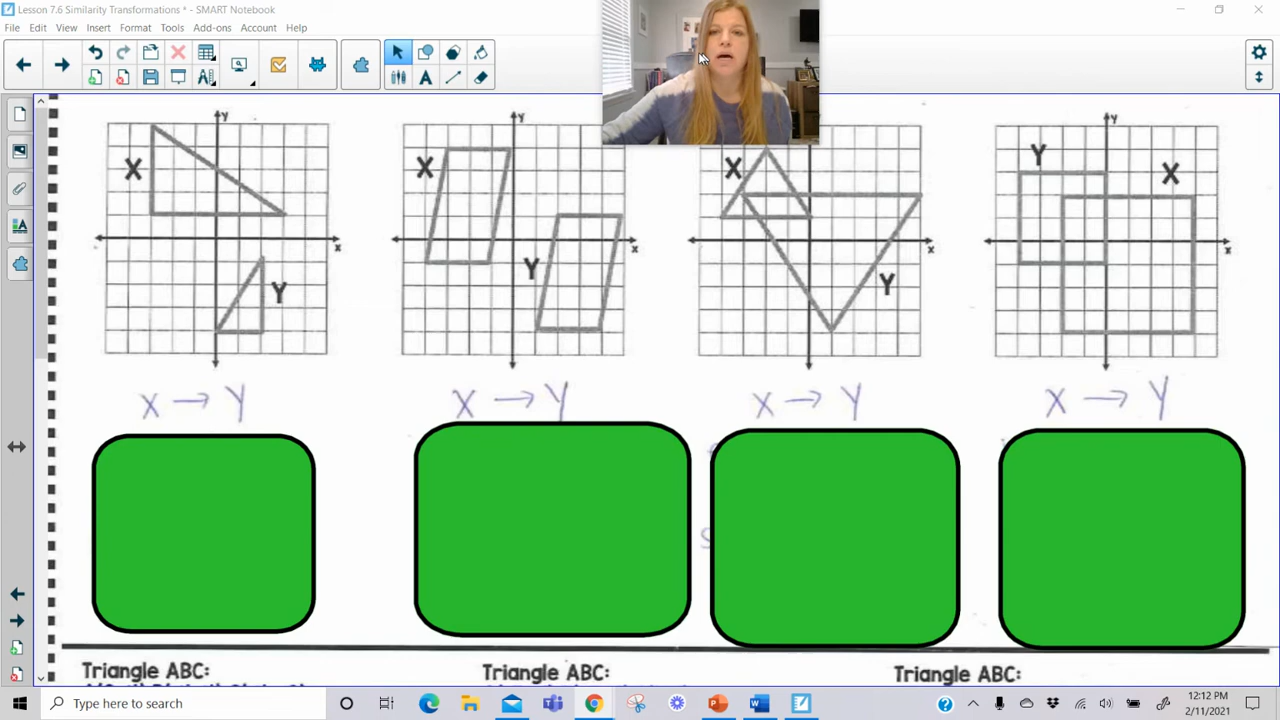 Lesson 7.6 Similarity Transformations * - SMART Notebook
File Edit View Insert Format Tools Add-ons Account Help
y y y
X X X Y X
x x x x
Y Y Y
X → Y X → Y X → Y X → Y
Triangle ABC: Triangle ABC: Triangle ABC:
Type here to search
12:12 PM
2/11/2021